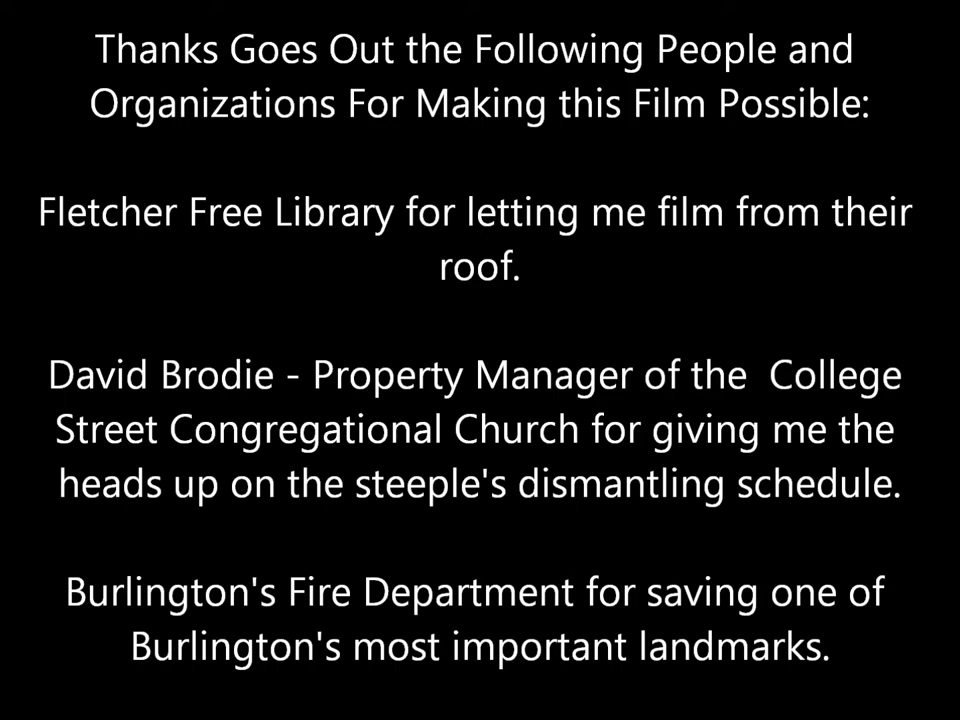 Thanks Goes Out the Following People and
Organizations For Making this Film Possible:
Fletcher Free Library for letting me film from their
roof.
David Brodie - Property Manager of the  College
Street Congregational Church for giving me the
heads up on the steeple's dismantling schedule.
Burlington's Fire Department for saving one of
Burlington's most important landmarks.